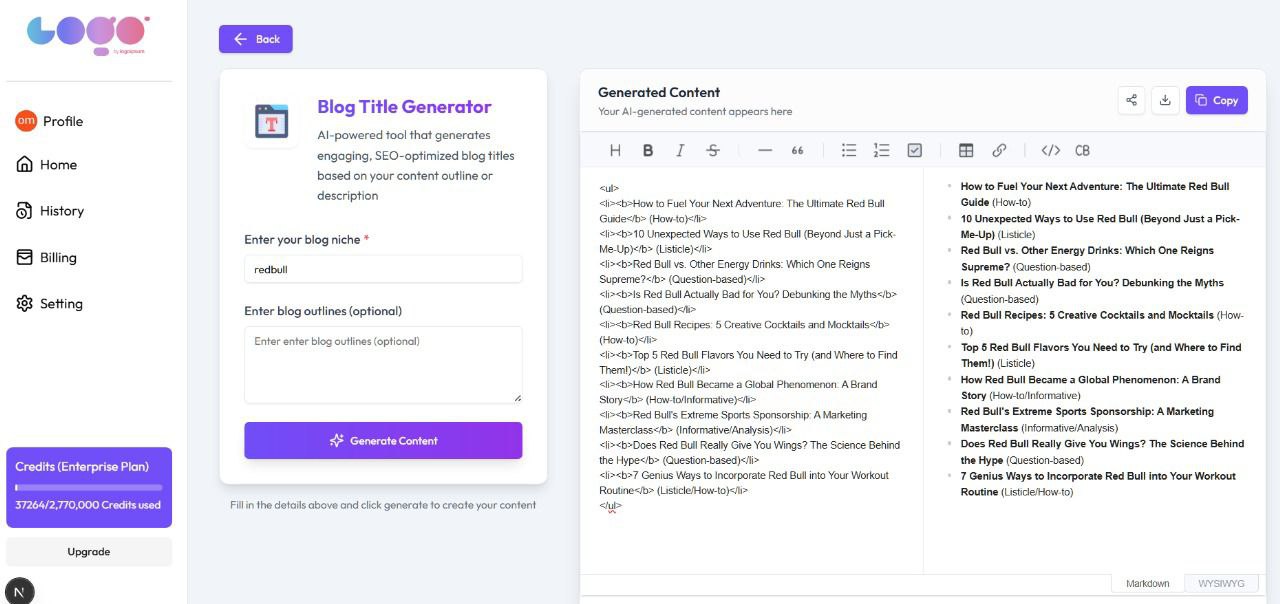 Logo
by logoipsum
om Profile
Home
History
Billing
Setting
Credits (Enterprise Plan)
37264/2,770,000 Credits used
Upgrade
N
Back
T
Blog Title Generator
AI-powered tool that generates
engaging, SEO-optimized blog titles
based on your content outline or
description
Enter your blog niche *
redbull
Enter blog outlines (optional)
Enter enter blog outlines (optional)
Generate Content
Fill in the details above and click generate to create your content
Generated Content
Your AI-generated content appears here
Copy
H B I S 66 </> CB
<ul>
<li><b>How to Fuel Your Next Adventure: The Ultimate Red Bull
Guide</b> (How-to)</li>
<li><b>10 Unexpected Ways to Use Red Bull (Beyond Just a Pick-
Me-Up)</b> (Listicle)</li>
<li><b>Red Bull vs. Other Energy Drinks: Which One Reigns
Supreme?</b> (Question-based)</li>
<li><b>Is Red Bull Actually Bad for You? Debunking the Myths</b>
(Question-based)</li>
<li><b>Red Bull Recipes: 5 Creative Cocktails and Mocktails</b>
(How-to)</li>
<li><b>Top 5 Red Bull Flavors You Need to Try (and Where to Find
Them!)</b> (Listicle)</li>
<li><b>How Red Bull Became a Global Phenomenon: A Brand
Story</b> (How-to/Informative)</li>
<li><b>Red Bull's Extreme Sports Sponsorship: A Marketing
Masterclass</b> (Informative/Analysis)</li>
<li><b>Does Red Bull Really Give You Wings? The Science Behind
the Hype</b> (Question-based)</li>
<li><b>7 Genius Ways to Incorporate Red Bull into Your Workout
Routine</b> (Listicle/How-to)</li>
</ul>
How to Fuel Your Next Adventure: The Ultimate Red Bull
Guide (How-to)
10 Unexpected Ways to Use Red Bull (Beyond Just a Pick-
Me-Up) (Listicle)
Red Bull vs. Other Energy Drinks: Which One Reigns
Supreme? (Question-based)
Is Red Bull Actually Bad for You? Debunking the Myths
(Question-based)
Red Bull Recipes: 5 Creative Cocktails and Mocktails (How-
to)
Top 5 Red Bull Flavors You Need to Try (and Where to Find
Them!) (Listicle)
How Red Bull Became a Global Phenomenon: A Brand
Story (How-to/Informative)
Red Bull's Extreme Sports Sponsorship: A Marketing
Masterclass (Informative/Analysis)
Does Red Bull Really Give You Wings? The Science Behind
the Hype (Question-based)
7 Genius Ways to Incorporate Red Bull into Your Workout
Routine (Listicle/How-to)
Markdown WYSIWYG